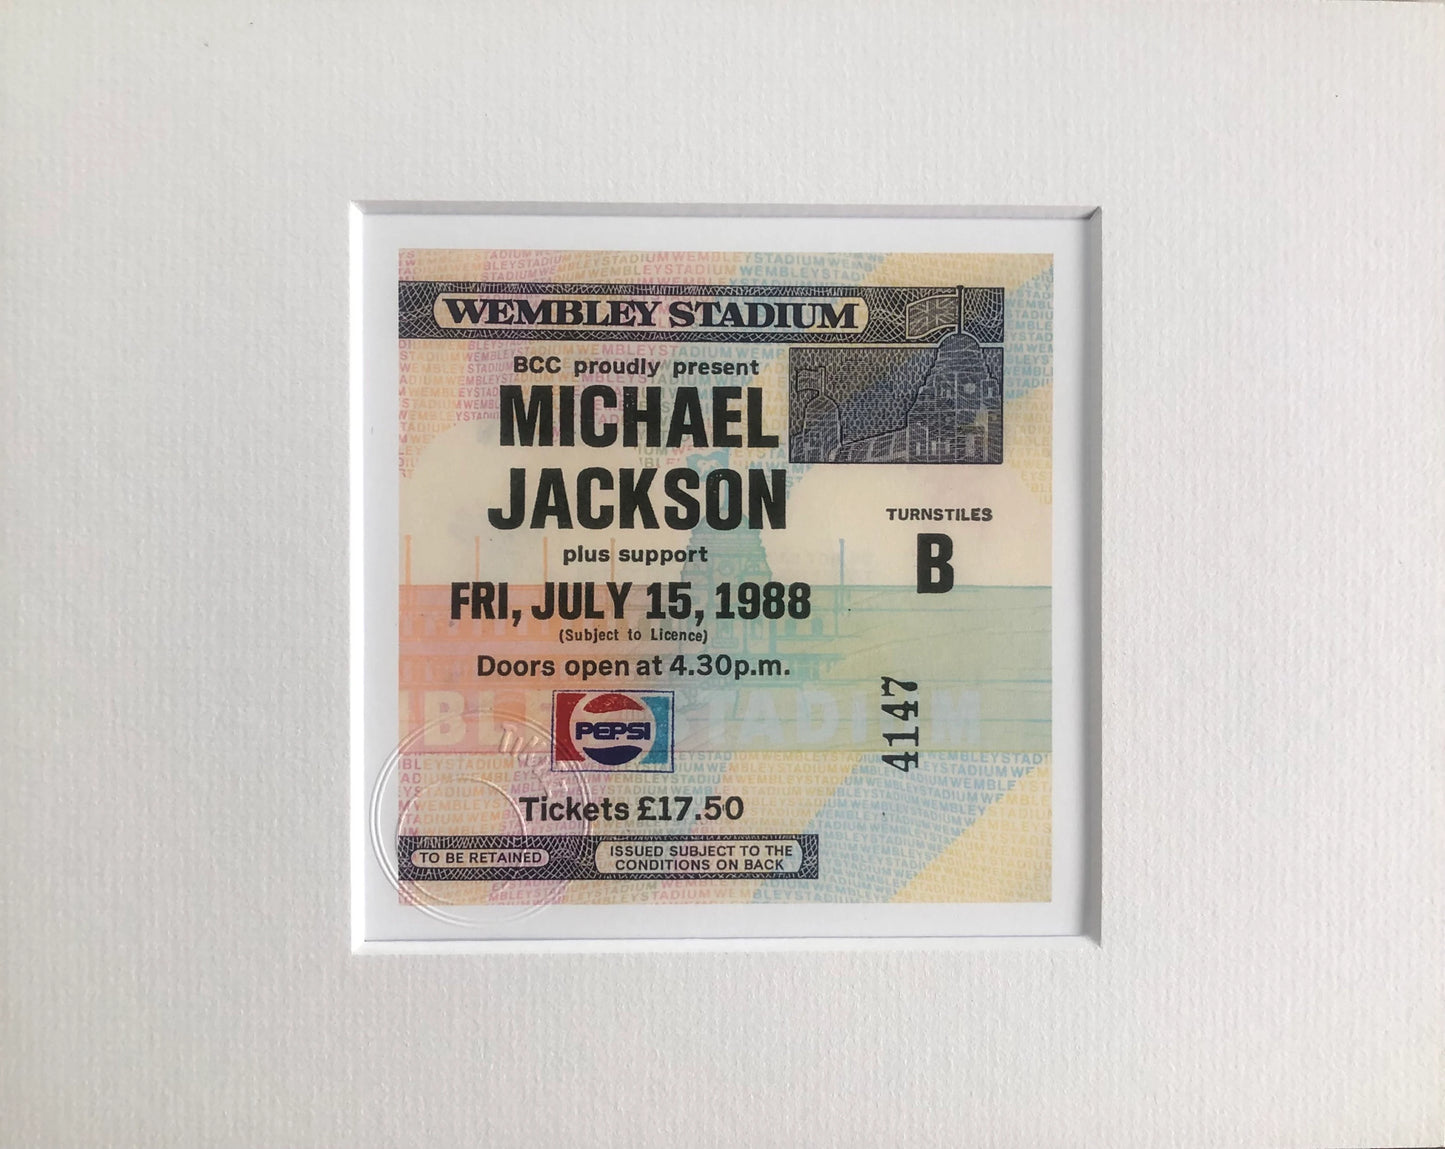 WEMBLEY STADIUM
BCC proudly present
MICHAEL
JACKSON
plus support
FRI, JULY 15, 1988
(Subject to Licence)
Doors open at 4.30p.m.
PEPSI
Tickets £17.50
TO BE RETAINED
ISSUED SUBJECT TO THE
CONDITIONS ON BACK
TURNSTILES
B
4147